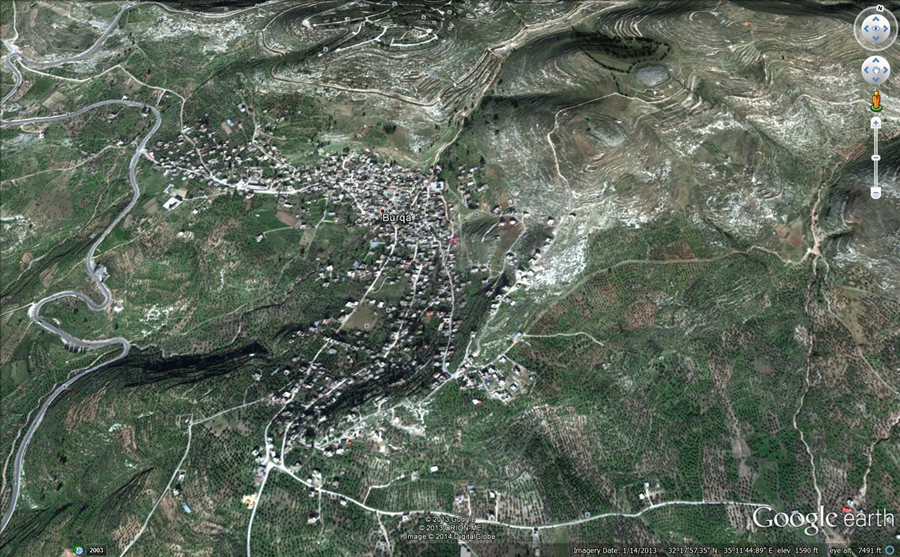 N
Burqa
© 2013 Google
© 2013 ORION-ME
Image © 2014 DigitalGlobe
Google earth
2003
Imagery Date: 1/14/2013 32°17'57.35" N 35°11'44.89" E elev 1590 ft eye alt 7491 ft